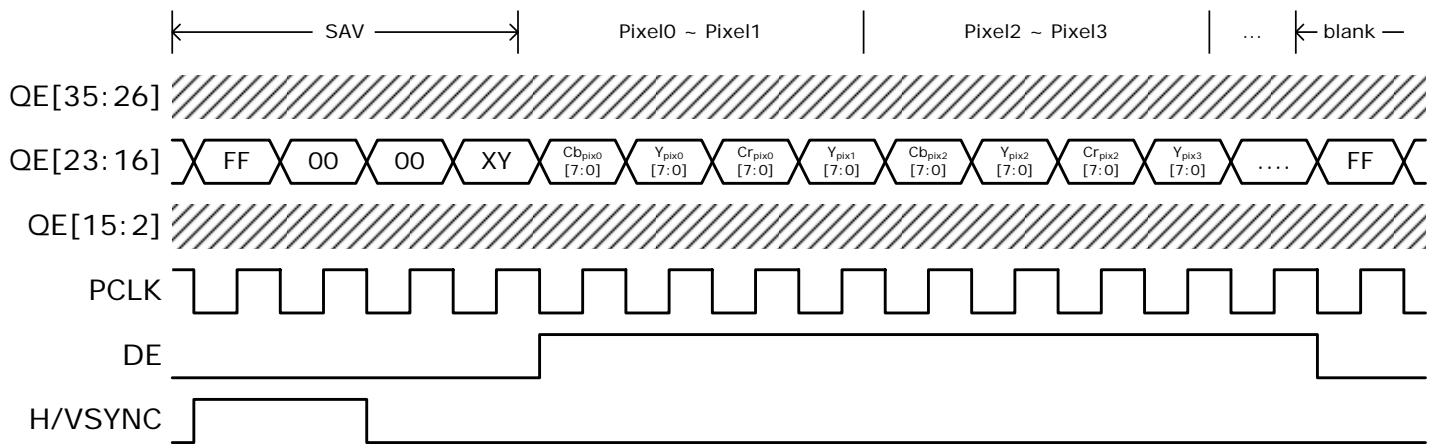 SAV Pixel0 ~ Pixel1 Pixel2 ~ Pixel3 ... blank
QE[35:26]
QE[23:16] FF 00 00 XY Cbpix0 [7:0] Ypix0 [7:0] Crpix0 [7:0] Ypix1 [7:0] Cbpix2 [7:0] Ypix2 [7:0] Crpix2 [7:0] Ypix3 [7:0] .... FF
QE[15:2]
PCLK
DE
H/VSYNC